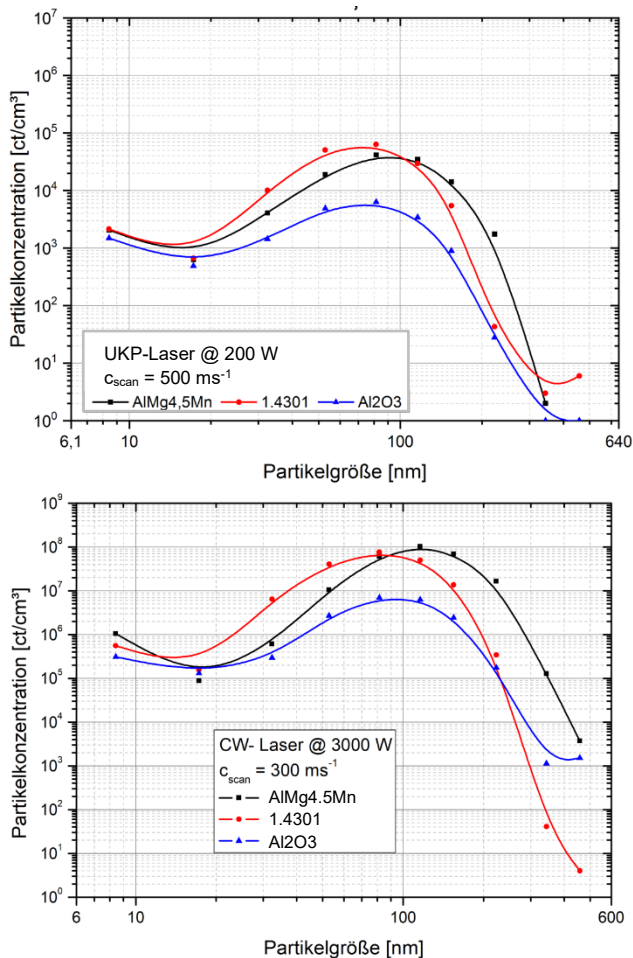 10⁷
10⁶
10⁵
10⁴
10³
10²
10¹
10⁰
Partikelkonzentration [ct/cm³]
UKP-Laser @ 200 W
c_scan = 500 ms⁻¹
AlMg4,5Mn 1.4301 Al2O3
6,1 10 100 640
Partikelgröße [nm]
10⁹
10⁸
10⁷
10⁶
10⁵
10⁴
10³
10²
10¹
10⁰
Partikelkonzentration [ct/cm³]
CW- Laser @ 3000 W
c_scan = 300 ms⁻¹
AlMg4.5Mn
1.4301
Al2O3
6 10 100 600
Partikelgröße [nm]